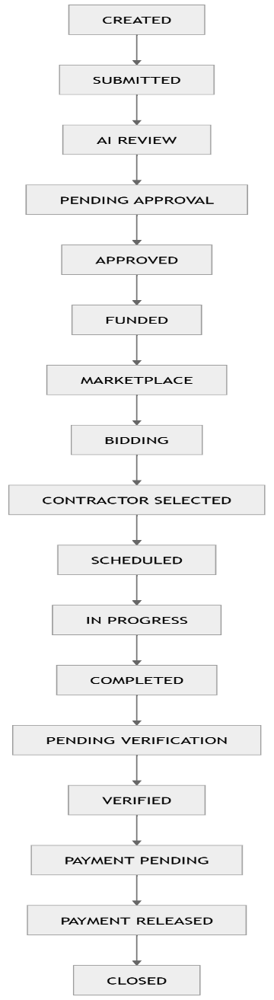 CREATED
SUBMITTED
AI REVIEW
PENDING APPROVAL
APPROVED
FUNDED
MARKETPLACE
BIDDING
CONTRACTOR SELECTED
SCHEDULED
IN PROGRESS
COMPLETED
PENDING VERIFICATION
VERIFIED
PAYMENT PENDING
PAYMENT RELEASED
CLOSED